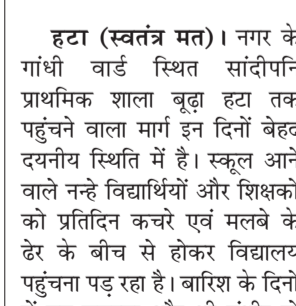 हटा (स्वतंत्र मत)। नगर के
गांधी वार्ड स्थित सांदीपनि
प्राथमिक शाला बूढ़ा हटा तक
पहुंचने वाला मार्ग इन दिनों बेहद
दयनीय स्थिति में है। स्कूल आने
वाले नन्हे विद्यार्थियों और शिक्षकों
को प्रतिदिन कचरे एवं मलबे के
ढेर के बीच से होकर विद्यालय
पहुंचना पड़ रहा है। बारिश के दिनों